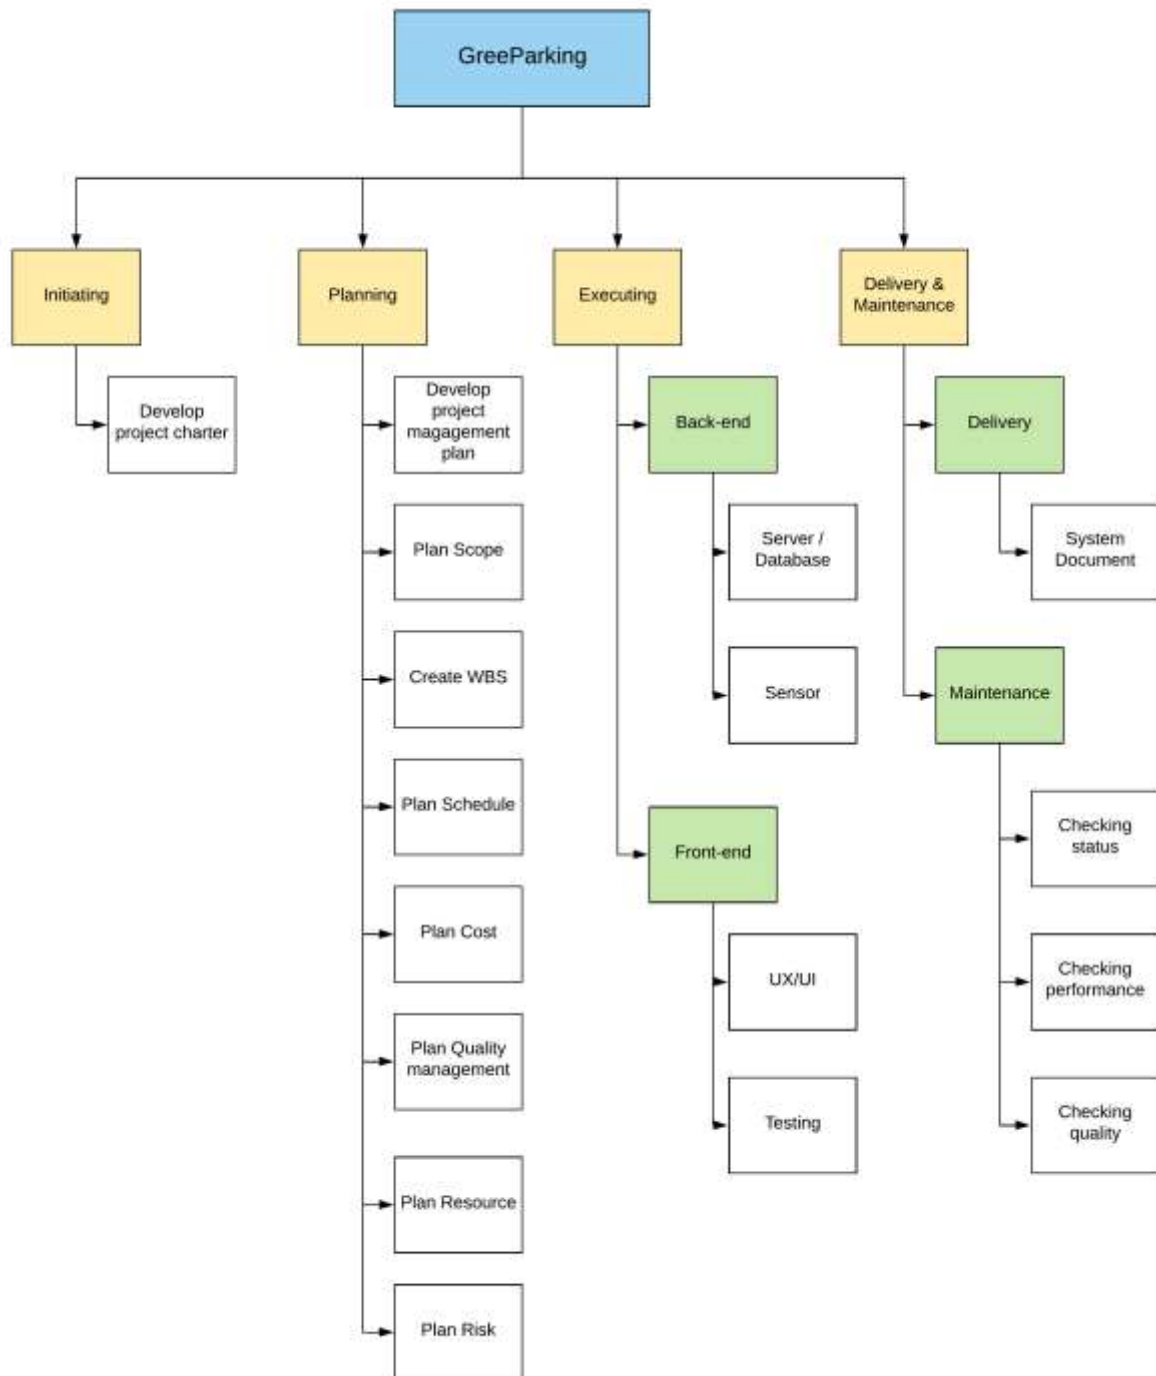 GreeParking
Initiating
Planning
Executing
Delivery &
Maintenance
Develop
project charter
Develop
project
magagement
plan
Plan Scope
Create WBS
Plan Schedule
Plan Cost
Plan Quality
management
Plan Resource
Plan Risk
Back-end
Server /
Database
Sensor
Front-end
UX/UI
Testing
Delivery
System
Document
Maintenance
Checking
status
Checking
performance
Checking
quality